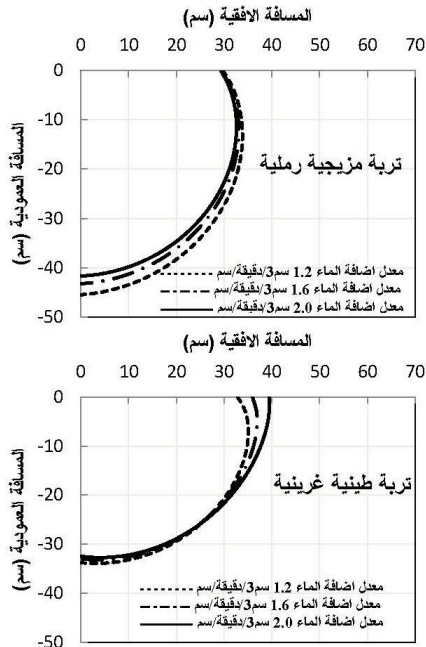 المسافة الافقية (سم)
0 10 20 30 40 50 60 70
0
-10
-20
-30
-40
-50
المسافة العمودية (سم)
تربة مزيجية رملية
معدل اضافة الماء 1.2 سم3/دقيقة/سم
معدل اضافة الماء 1.6 سم3/دقيقة/سم
معدل اضافة الماء 2.0 سم3/دقيقة/سم
المسافة الافقية (سم)
0 10 20 30 40 50 60 70
0
-10
-20
-30
-40
-50
المسافة العمودية (سم)
تربة طينية غرينية
معدل اضافة الماء 1.2 سم3/دقيقة/سم
معدل اضافة الماء 1.6 سم3/دقيقة/سم
معدل اضافة الماء 2.0 سم3/دقيقة/سم